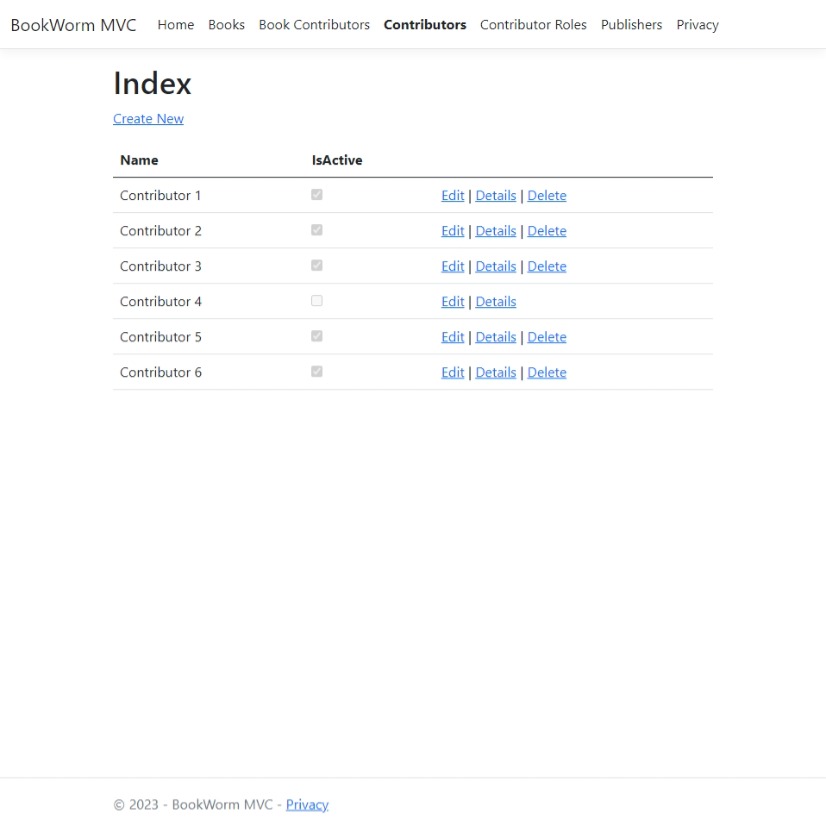 BookWorm MVC Home Books Book Contributors Contributors Contributor Roles Publishers Privacy
Index
Create New
Name IsActive
Contributor 1 Edit | Details | Delete
Contributor 2 Edit | Details | Delete
Contributor 3 Edit | Details | Delete
Contributor 4 Edit | Details
Contributor 5 Edit | Details | Delete
Contributor 6 Edit | Details | Delete
© 2023 - BookWorm MVC - Privacy